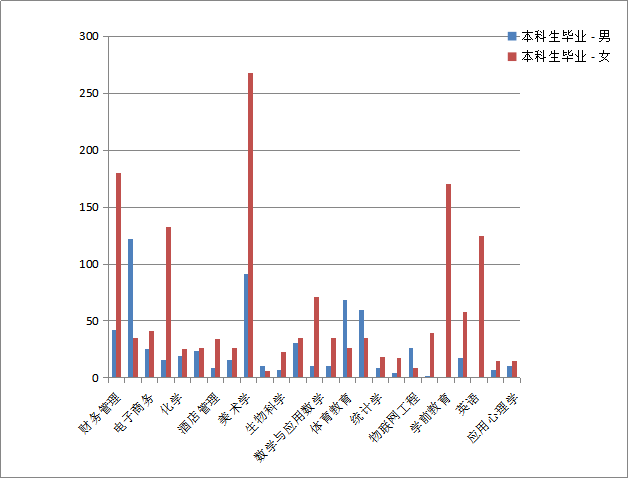 本科生毕业 - 男
本科生毕业 - 女
300
250
200
150
100
50
0
财务管理
电子商务
化学
酒店管理
美术学
生物科学
数学与应用数学
体育教育
统计学
物联网工程
学前教育
英语
应用心理学